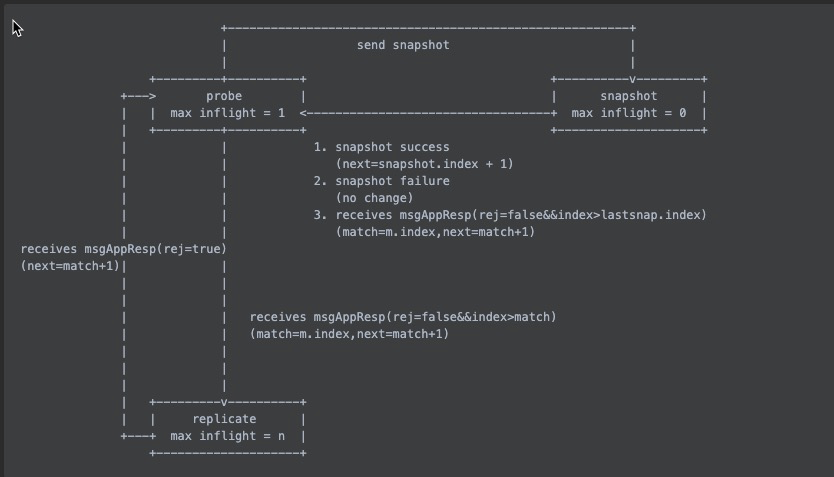 send snapshot
probe
max inflight = 1
snapshot
max inflight = 0
1. snapshot success
(next=snapshot.index + 1)
2. snapshot failure
(no change)
3. receives msgAppResp(rej=false&&index>lastsnap.index)
(match=m.index,next=match+1)
receives msgAppResp(rej=true)
(next=match+1)
receives msgAppResp(rej=false&&index>match)
(match=m.index,next=match+1)
replicate
max inflight = n